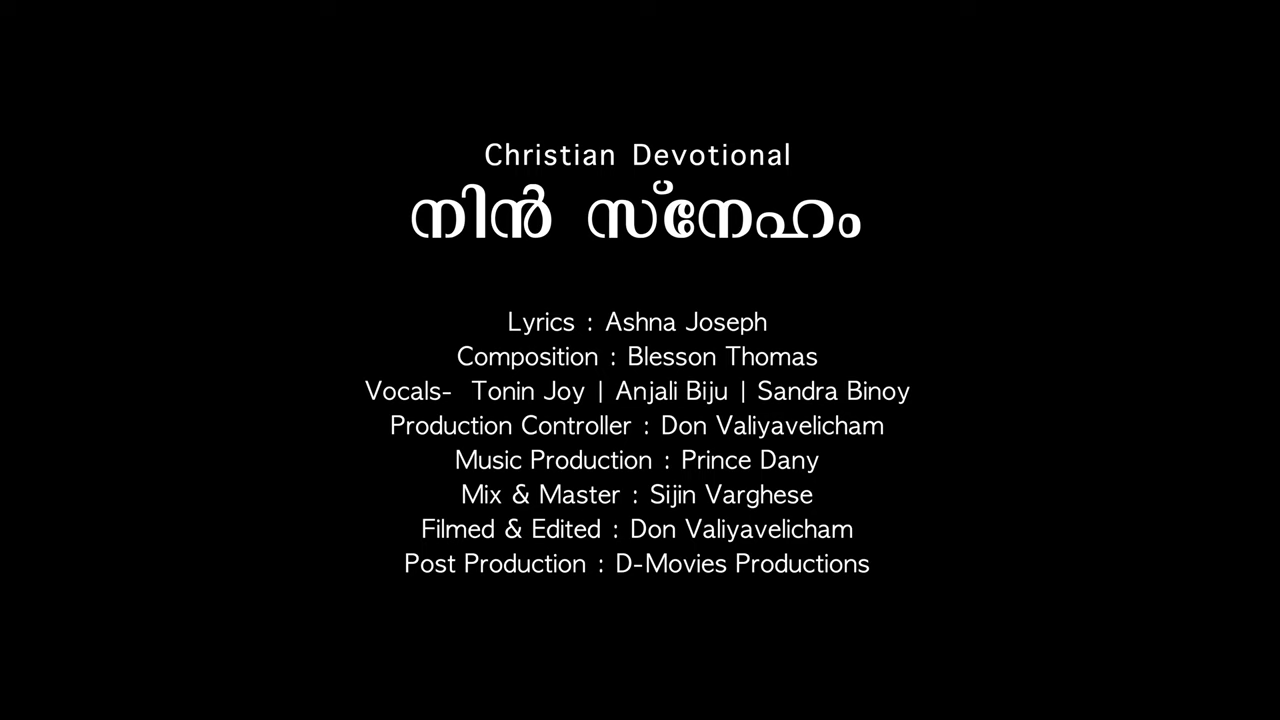 Christian Devotional
നിൻ സ്നേഹം
Lyrics : Ashna Joseph
Composition : Blesson Thomas
Vocals- Tonin Joy | Anjali Biju | Sandra Binoy
Production Controller : Don Valiyavelicham
Music Production : Prince Dany
Mix & Master : Sijin Varghese
Filmed & Edited : Don Valiyavelicham
Post Production : D-Movies Productions